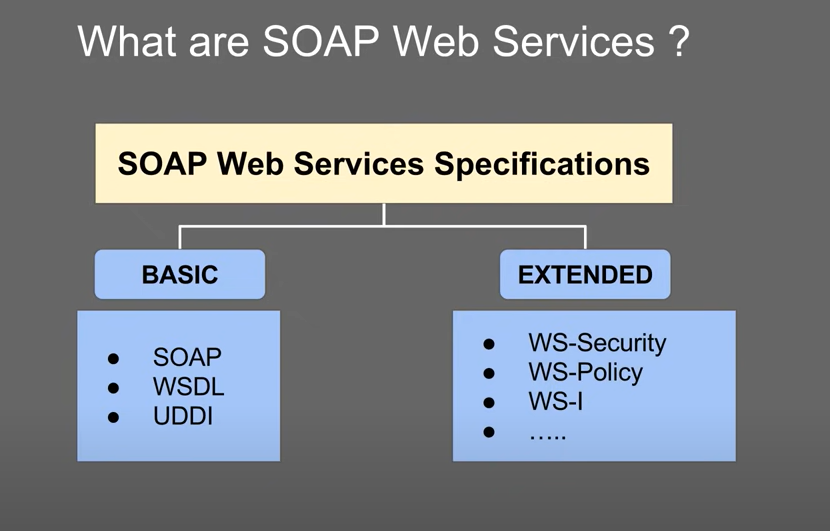 What are SOAP Web Services ?
SOAP Web Services Specifications
BASIC
● SOAP
● WSDL
● UDDI
EXTENDED
● WS-Security
● WS-Policy
● WS-I
● .....